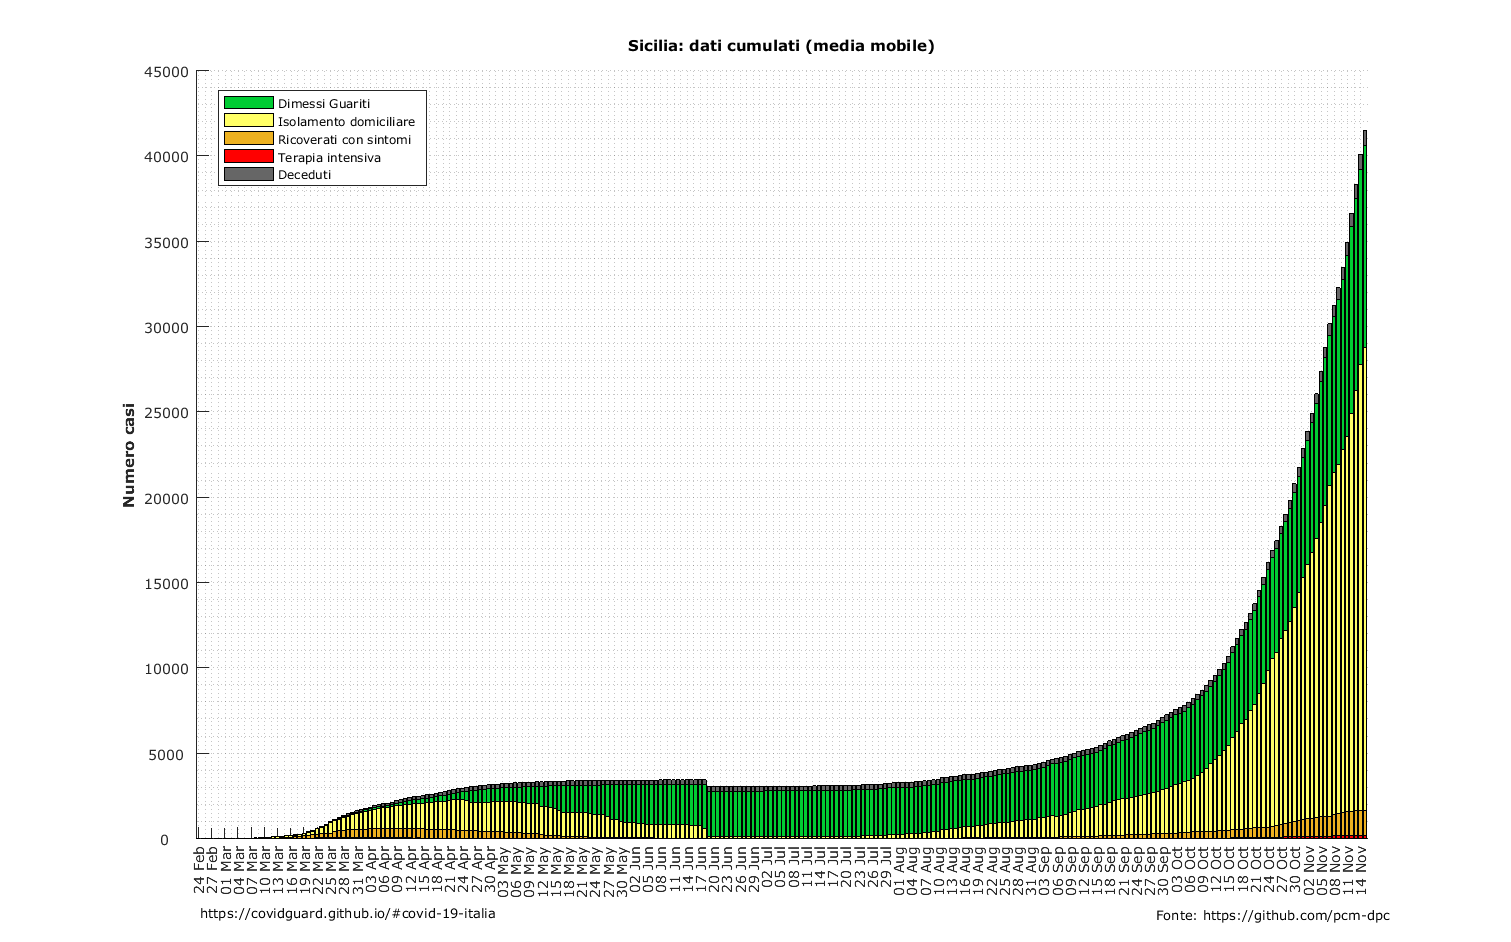 Sicilia: dati cumulati (media mobile)
45000
40000
35000
30000
25000
20000
15000
10000
5000
0
Numero casi
Dimessi Guariti
Isolamento domiciliare
Ricoverati con sintomi
Terapia intensiva
Deceduti
24 Feb
27 Feb
01 Mar
04 Mar
07 Mar
10 Mar
13 Mar
16 Mar
19 Mar
22 Mar
25 Mar
28 Mar
31 Mar
03 Apr
06 Apr
09 Apr
12 Apr
15 Apr
18 Apr
21 Apr
24 Apr
27 Apr
30 Apr
03 May
06 May
09 May
12 May
15 May
18 May
21 May
24 May
27 May
30 May
02 Jun
05 Jun
08 Jun
11 Jun
14 Jun
17 Jun
20 Jun
23 Jun
26 Jun
29 Jun
02 Jul
05 Jul
08 Jul
11 Jul
14 Jul
17 Jul
20 Jul
23 Jul
26 Jul
29 Jul
01 Aug
04 Aug
07 Aug
10 Aug
13 Aug
16 Aug
19 Aug
22 Aug
25 Aug
28 Aug
31 Aug
03 Sep
06 Sep
09 Sep
12 Sep
15 Sep
18 Sep
21 Sep
24 Sep
27 Sep
30 Sep
03 Oct
06 Oct
09 Oct
12 Oct
15 Oct
18 Oct
21 Oct
24 Oct
27 Oct
30 Oct
02 Nov
05 Nov
08 Nov
11 Nov
14 Nov
https://covidguard.github.io/#covid-19-italia
Fonte: https://github.com/pcm-dpc